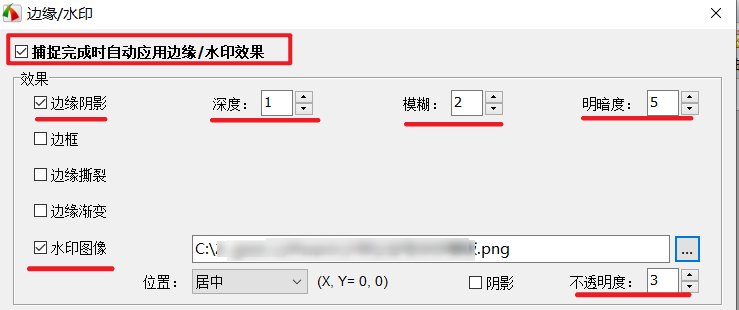 边缘/水印
捕捉完成时自动应用边缘/水印效果
效果
边缘阴影 深度： 1 模糊： 2 明暗度： 5
边框
边缘撕裂
边缘渐变
水印图像 C:\ .png ...
位置： 居中 (X, Y= 0, 0) 阴影 不透明度： 3